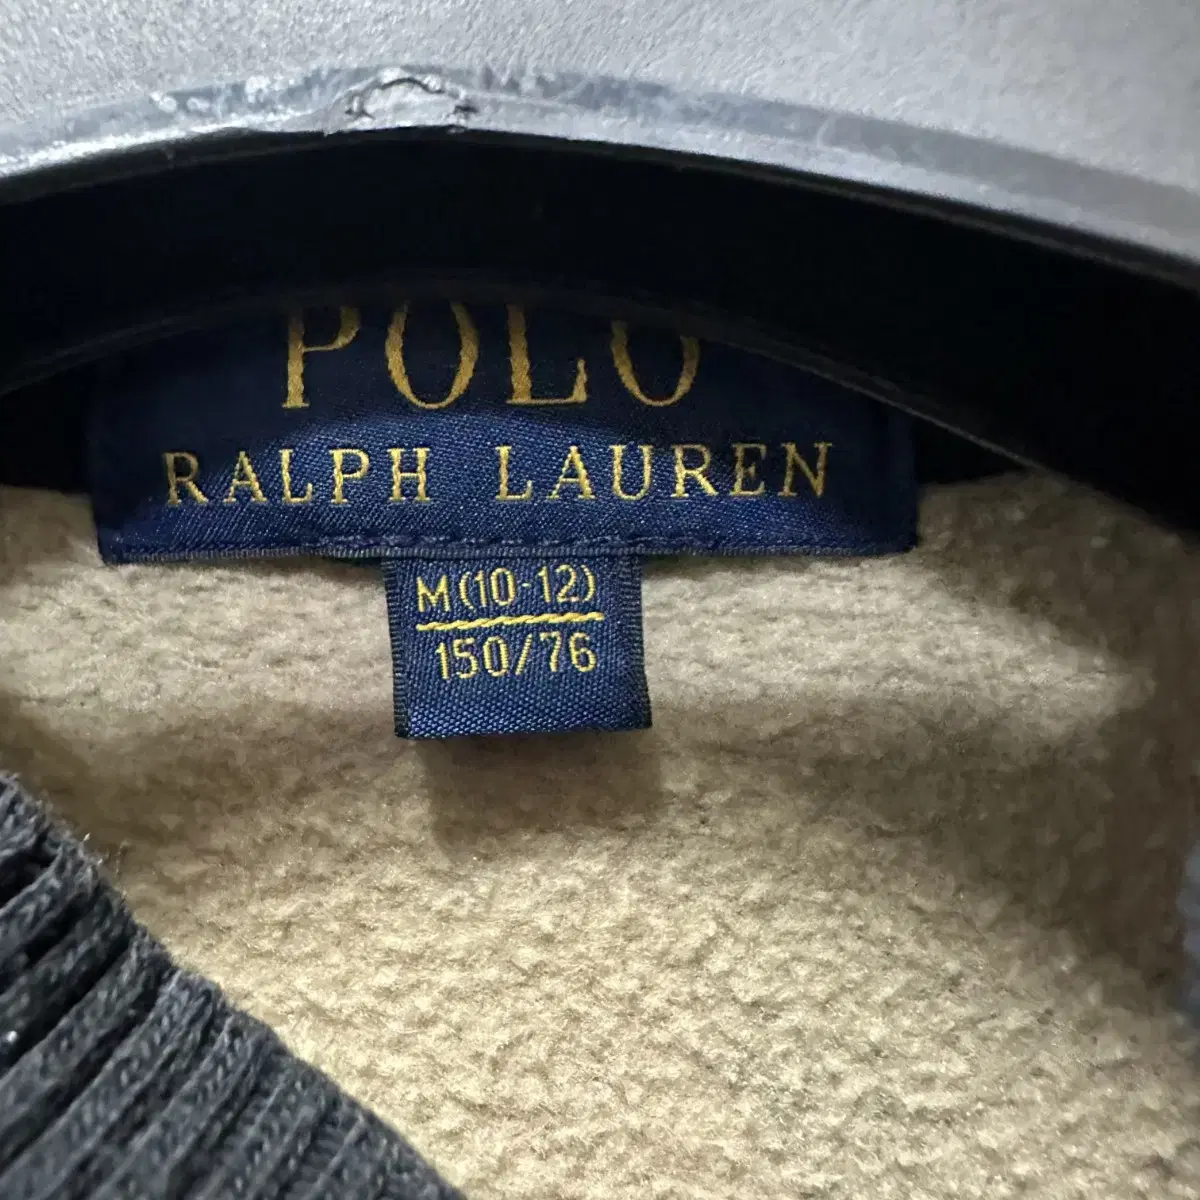 POLO
RALPH LAUREN
M(10-12)
150/76